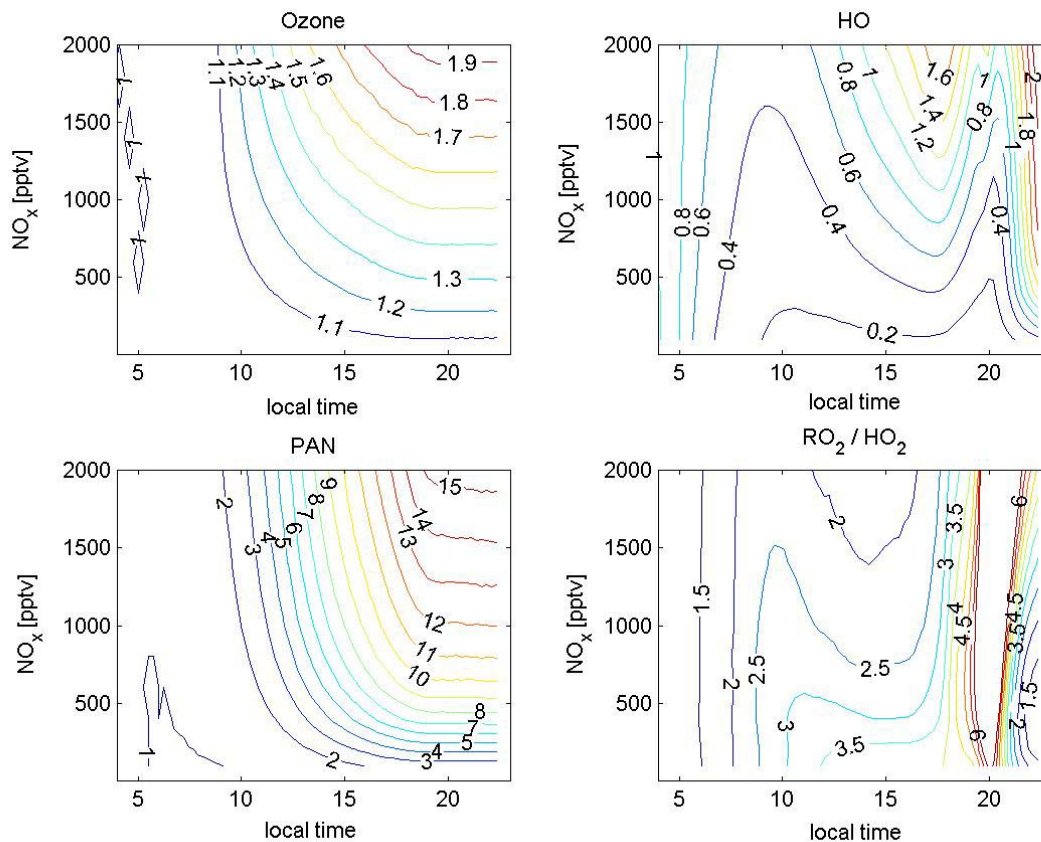 Ozone
2000
1500
1000
500
NOx [pptv]
5 10 15 20
local time
1 1 1 1
1.1 1.2 1.3 1.4 1.5 1.6
1.9
1.8
1.7
1.3
1.2
1.1
HO
2000
1500
1000
500
NOx [pptv]
5 10 15 20
local time
1 0.8 0.6 0.4
0.8 1 1.6 1.4 1.2
0.6 0.4 0.2
1 0.8 1 0.4
2 1.8
PAN
2000
1500
1000
500
NOx [pptv]
5 10 15 20
local time
1
2 3 4 5 6 7 8 9
15
14
13
12
11
10
8
7
5
4
3
2
RO2 / HO2
2000
1500
1000
500
NOx [pptv]
5 10 15 20
local time
1.5 2 2.5
2
2.5
3
3.5
3.5
3
4
4.5
6
6
4.5
3.5
2
1.5